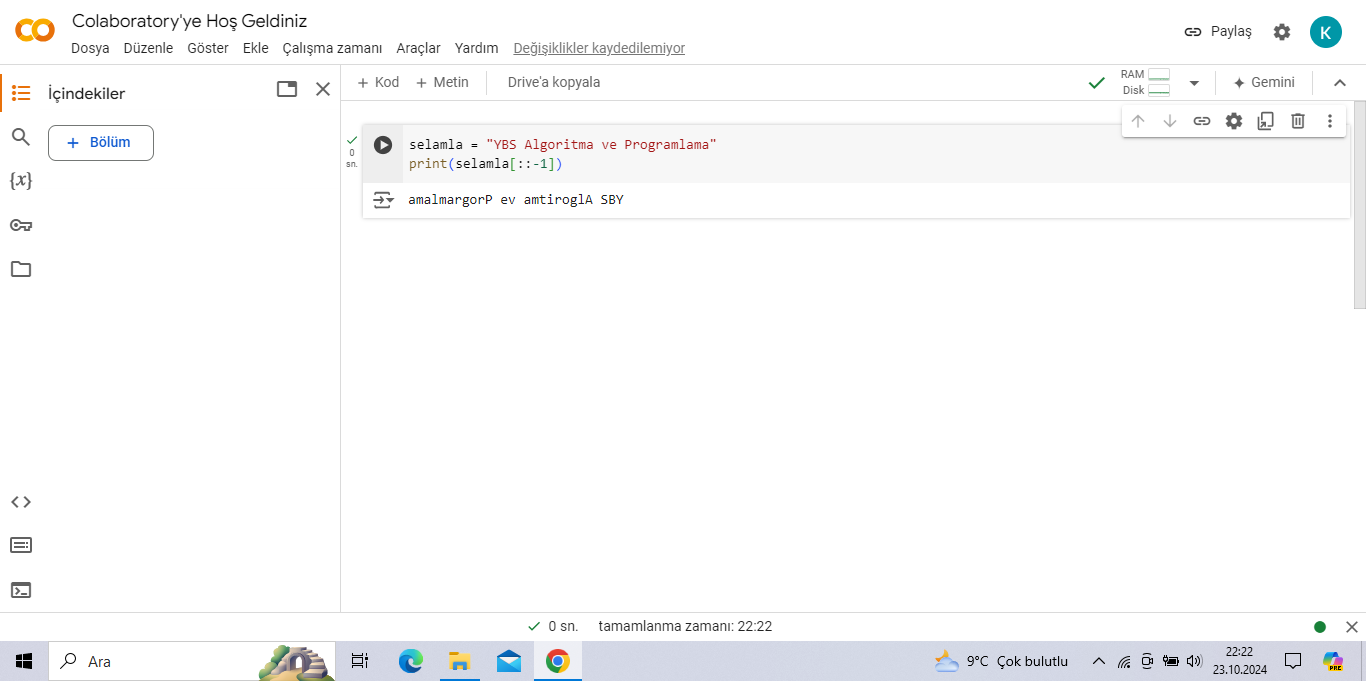 Colaboratory'ye Hoş Geldiniz
Dosya Düzenle Göster Ekle Çalışma zamanı Araçlar Yardım Değişiklikler kaydedilemiyor
Paylaş
K
İçindekiler
+ Bölüm
{x}
+ Kod + Metin Drive'a kopyala
RAM
Disk
Gemini
0
sn.
selamla = "YBS Algoritma ve Programlama"
print(selamla[::-1])
amalmargorP ev amtiroglA SBY
0 sn. tamamlanma zamanı: 22:22
Ara
9°C Çok bulutlu
22:22
23.10.2024
PRE